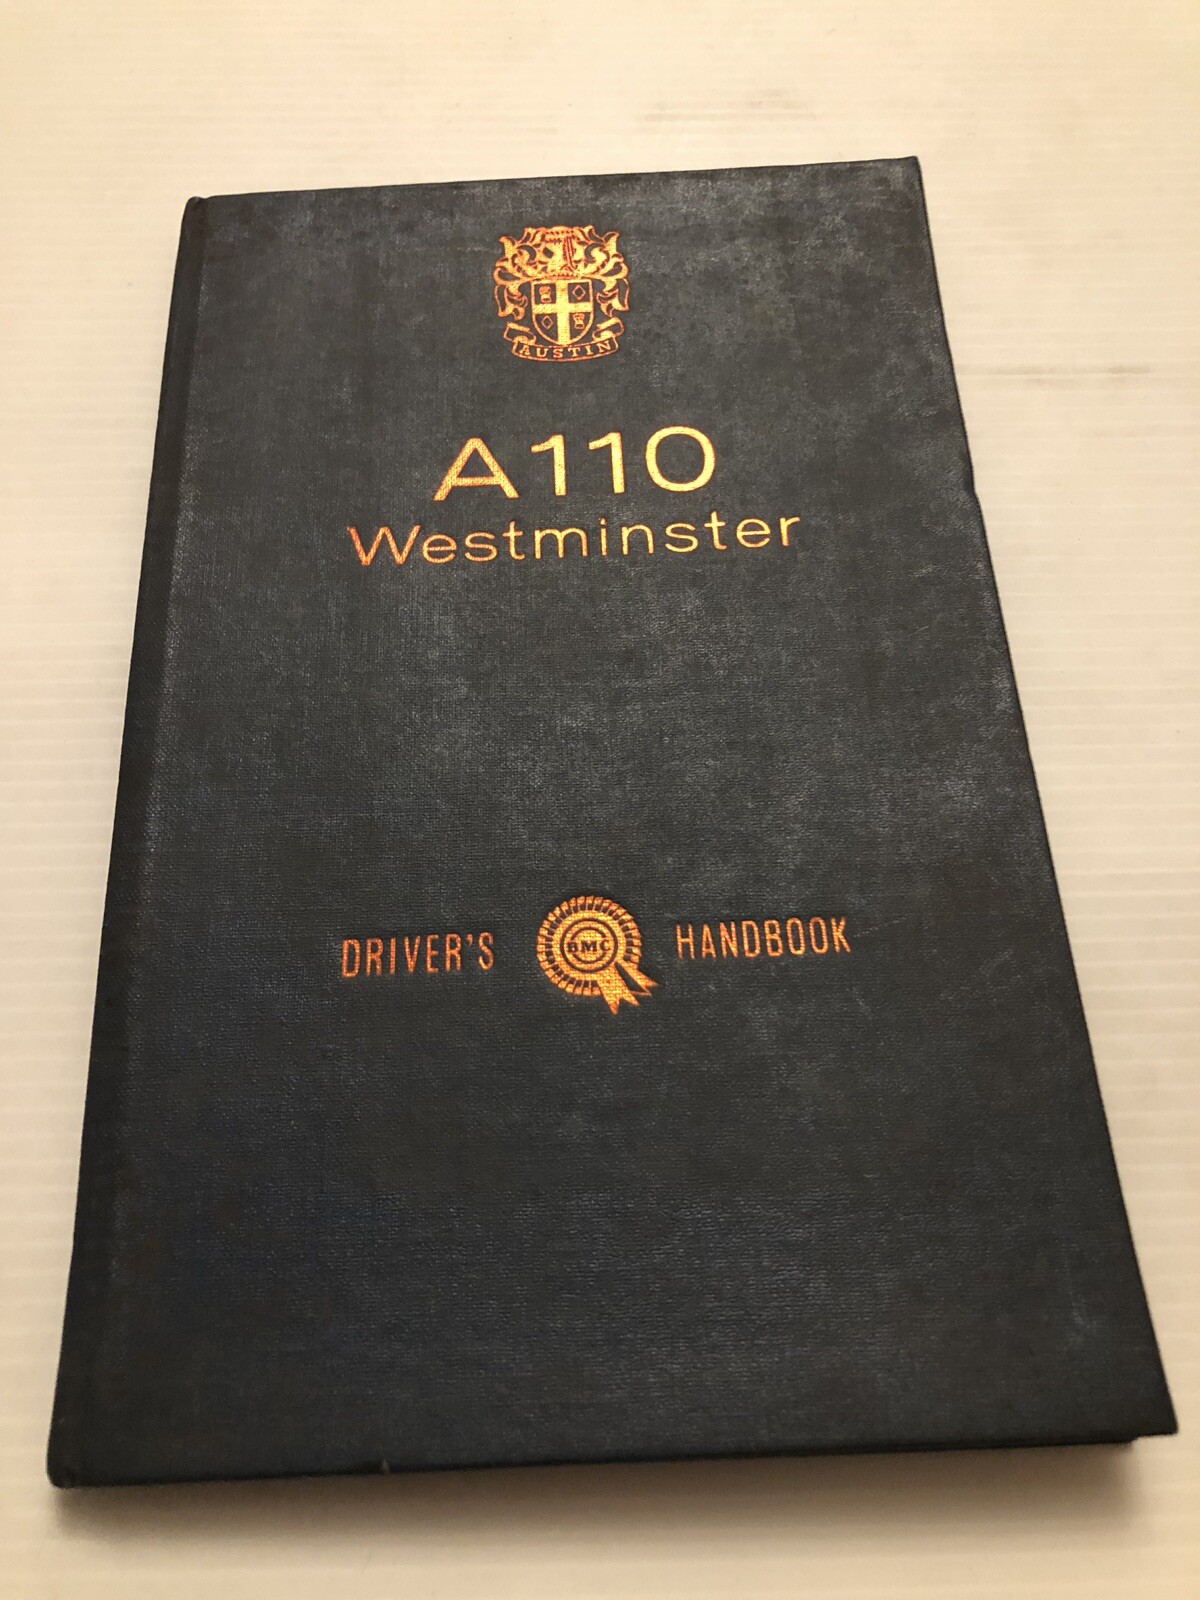 AUSTIN
A110
Westminster
DRIVER'S BMC HANDBOOK